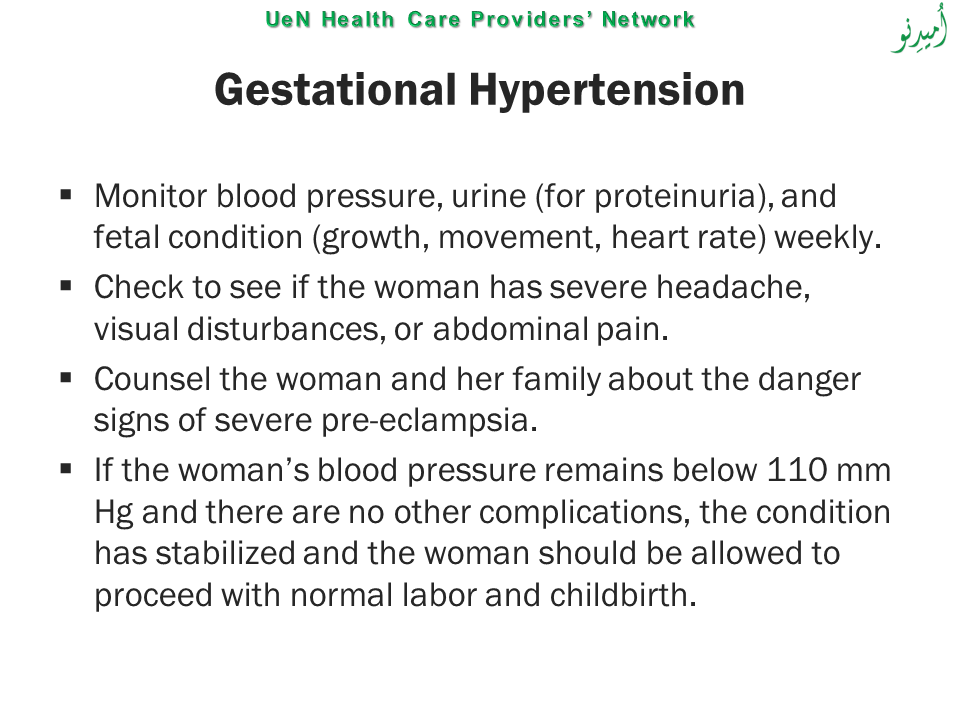 UeN Health Care Providers’ Network
اُمیدِنو
Gestational Hypertension
▪ Monitor blood pressure, urine (for proteinuria), and
fetal condition (growth, movement, heart rate) weekly.
▪ Check to see if the woman has severe headache,
visual disturbances, or abdominal pain.
▪ Counsel the woman and her family about the danger
signs of severe pre-eclampsia.
▪ If the woman’s blood pressure remains below 110 mm
Hg and there are no other complications, the condition
has stabilized and the woman should be allowed to
proceed with normal labor and childbirth.